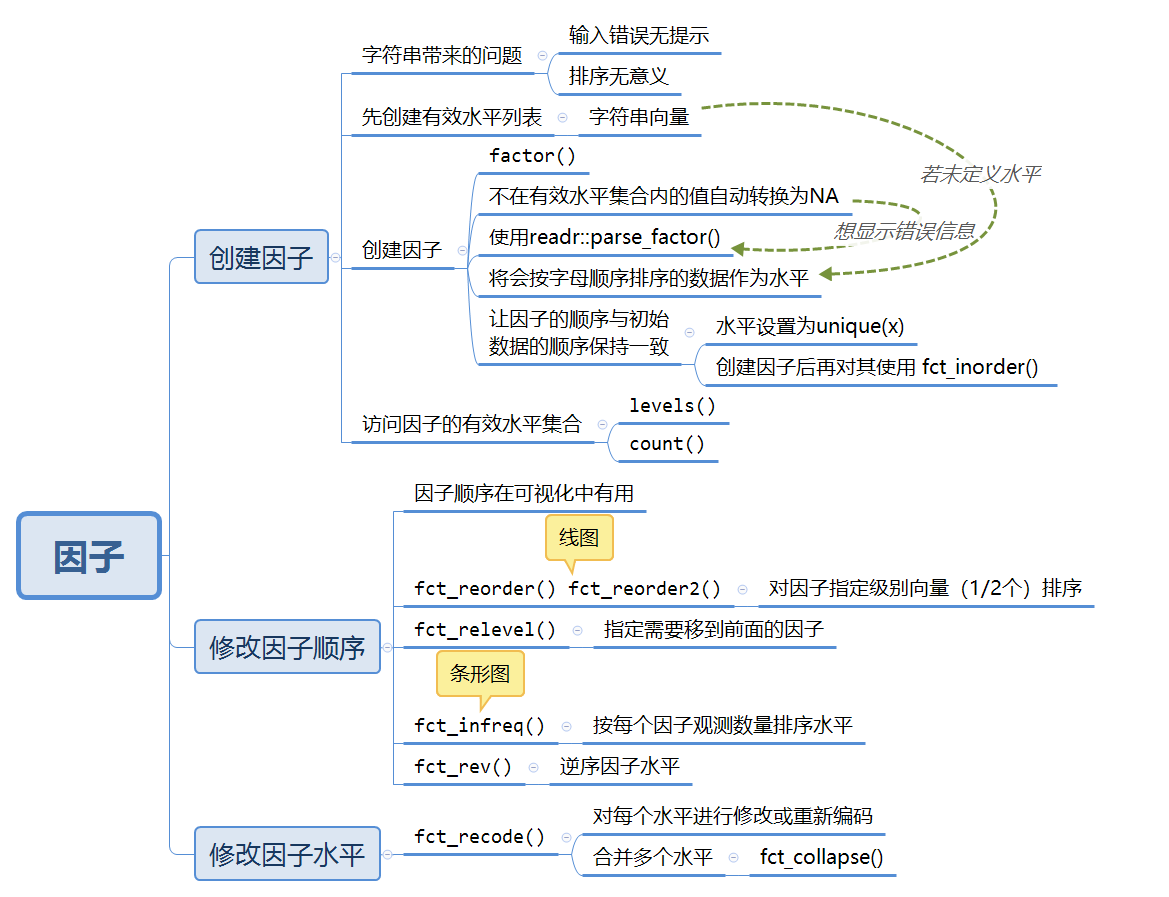 因子
创建因子
字符串带来的问题
输入错误无提示
排序无意义
先创建有效水平列表
字符串向量
若未定义水平
创建因子
factor()
不在有效水平集合内的值自动转换为NA
想显示错误信息
使用readr::parse_factor()
将会按字母顺序排序的数据作为水平
让因子的顺序与初始
数据的顺序保持一致
水平设置为unique(x)
创建因子后再对其使用 fct_inorder()
访问因子的有效水平集合
levels()
count()
修改因子顺序
因子顺序在可视化中有用
线图
fct_reorder() fct_reorder2()
对因子指定级别向量（1/2个）排序
fct_relevel()
指定需要移到前面的因子
条形图
fct_infreq()
按每个因子观测数量排序水平
fct_rev()
逆序因子水平
修改因子水平
fct_recode()
对每个水平进行修改或重新编码
合并多个水平
fct_collapse()